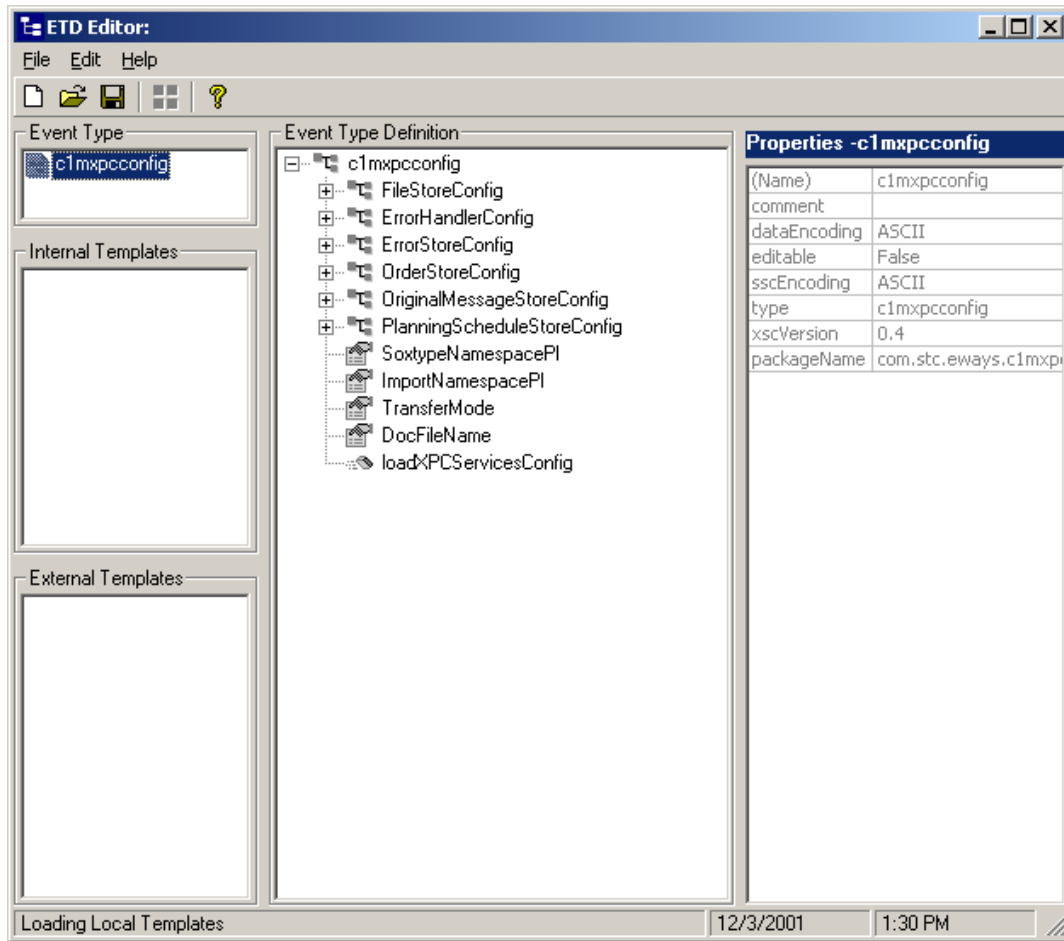 ETD Editor:
File Edit Help
Event Type
c1mxpcconfig
Internal Templates
External Templates
Event Type Definition
c1mxpcconfig
FileStoreConfig
ErrorHandlerConfig
ErrorStoreConfig
OrderStoreConfig
OriginalMessageStoreConfig
PlanningScheduleStoreConfig
SoxtypeNamespacePI
ImportNamespacePI
TransferMode
DocFileName
loadXPCServicesConfig
Properties -c1mxpcconfig
(Name) c1mxpcconfig
comment
dataEncoding ASCII
editable False
sscEncoding ASCII
type c1mxpcconfig
xscVersion 0.4
packageName com.stc.eways.c1mxp
Loading Local Templates 12/3/2001 1:30 PM